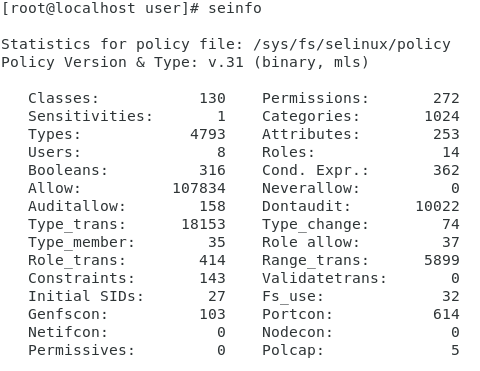 [root@localhost user]# seinfo
Statistics for policy file: /sys/fs/selinux/policy
Policy Version & Type: v.31 (binary, mls)
Classes: 130 Permissions: 272
Sensitivities: 1 Categories: 1024
Types: 4793 Attributes: 253
Users: 8 Roles: 14
Booleans: 316 Cond. Expr.: 362
Allow: 107834 Neverallow: 0
Auditallow: 158 Dontaudit: 10022
Type_trans: 18153 Type_change: 74
Type_member: 35 Role allow: 37
Role_trans: 414 Range_trans: 5899
Constraints: 143 Validatetrans: 0
Initial SIDs: 27 Fs_use: 32
Genfscon: 103 Portcon: 614
Netifcon: 0 Nodecon: 0
Permissives: 0 Polcap: 5